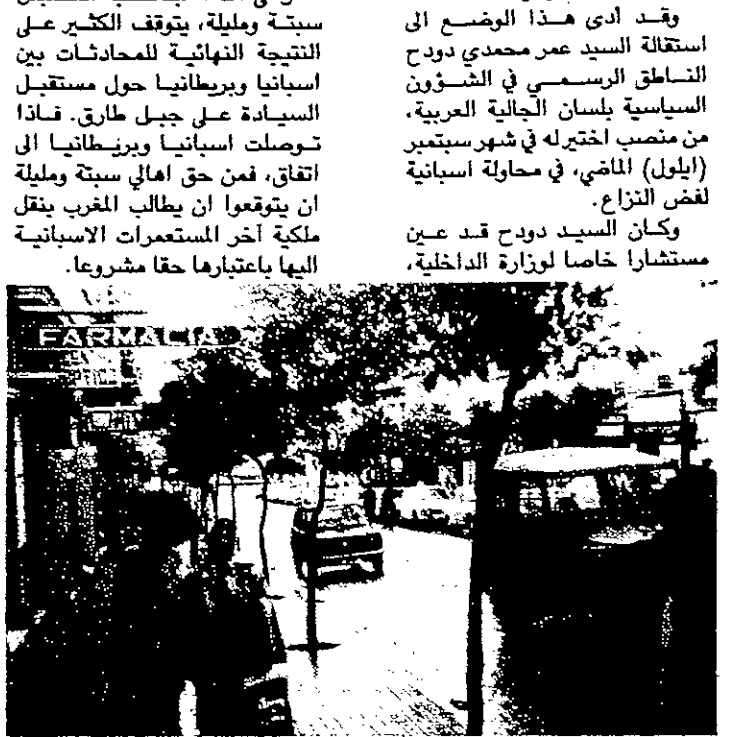 وقد أدى هذا الوضع الى
استقالة السيد عمر محمدي دودح
الناطق الرسمي في الشؤون
السياسية بلسان الجالية العربية،
من منصب اختير له في شهر سبتمبر
(ايلول) الماضي، في محاولة اسبانية
لفض النزاع.
وكان السيد دودح قد عين
مستشارا خاصا لوزارة الداخلية،
سبتة ومليلة، يتوقف الكثير على
النتيجة النهائية للمحادثات بين
اسبانيا وبريطانيا حول مستقبل
السيادة على جبل طارق. فاذا
توصلت اسبانيا وبريطانيا الى
اتفاق، فمن حق اهالي سبتة ومليلة
ان يتوقعوا ان يطالب المغرب بنقل
ملكية آخر المستعمرات الاسبانية
اليها باعتبارها حقا مشروعا.
FARMACIA